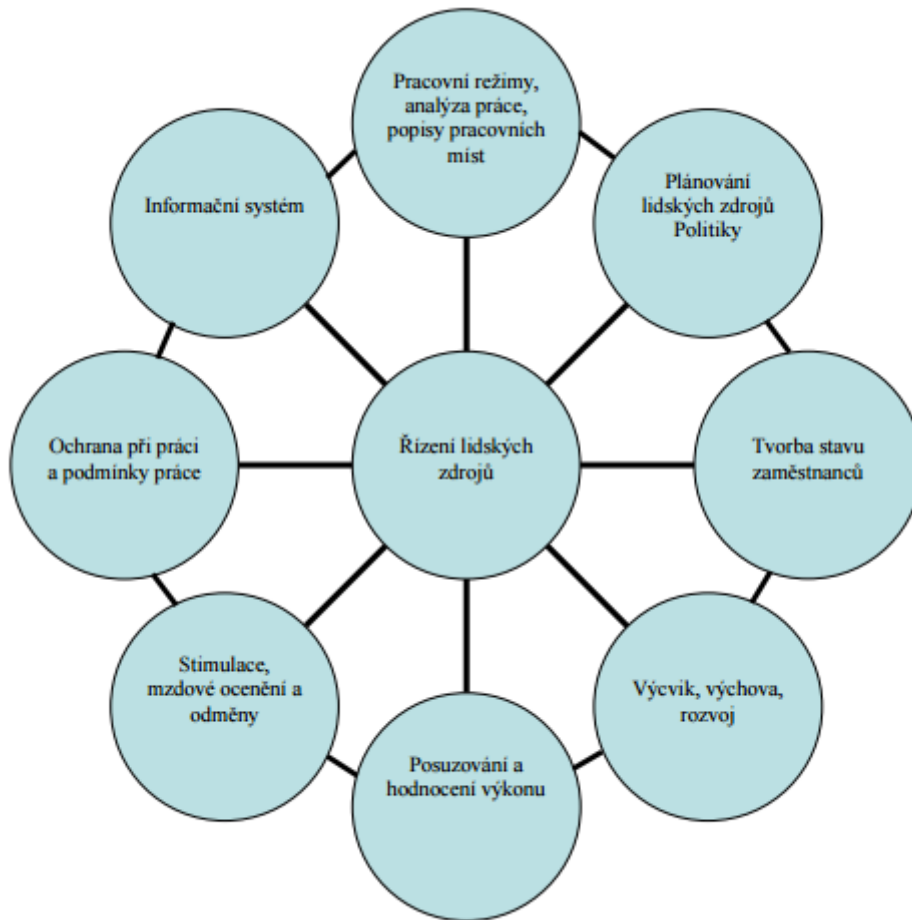 Pracovní režimy,
analýza práce,
popisy pracovních
míst
Informační systém
Plánování
lidských zdrojů
Politiky
Ochrana při práci
a podmínky práce
Řízení lidských
zdrojů
Tvorba stavu
zaměstnanců
Stimulace,
mzdové ocenění a
odměny
Výcvik, výchova,
rozvoj
Posuzování a
hodnocení výkonu